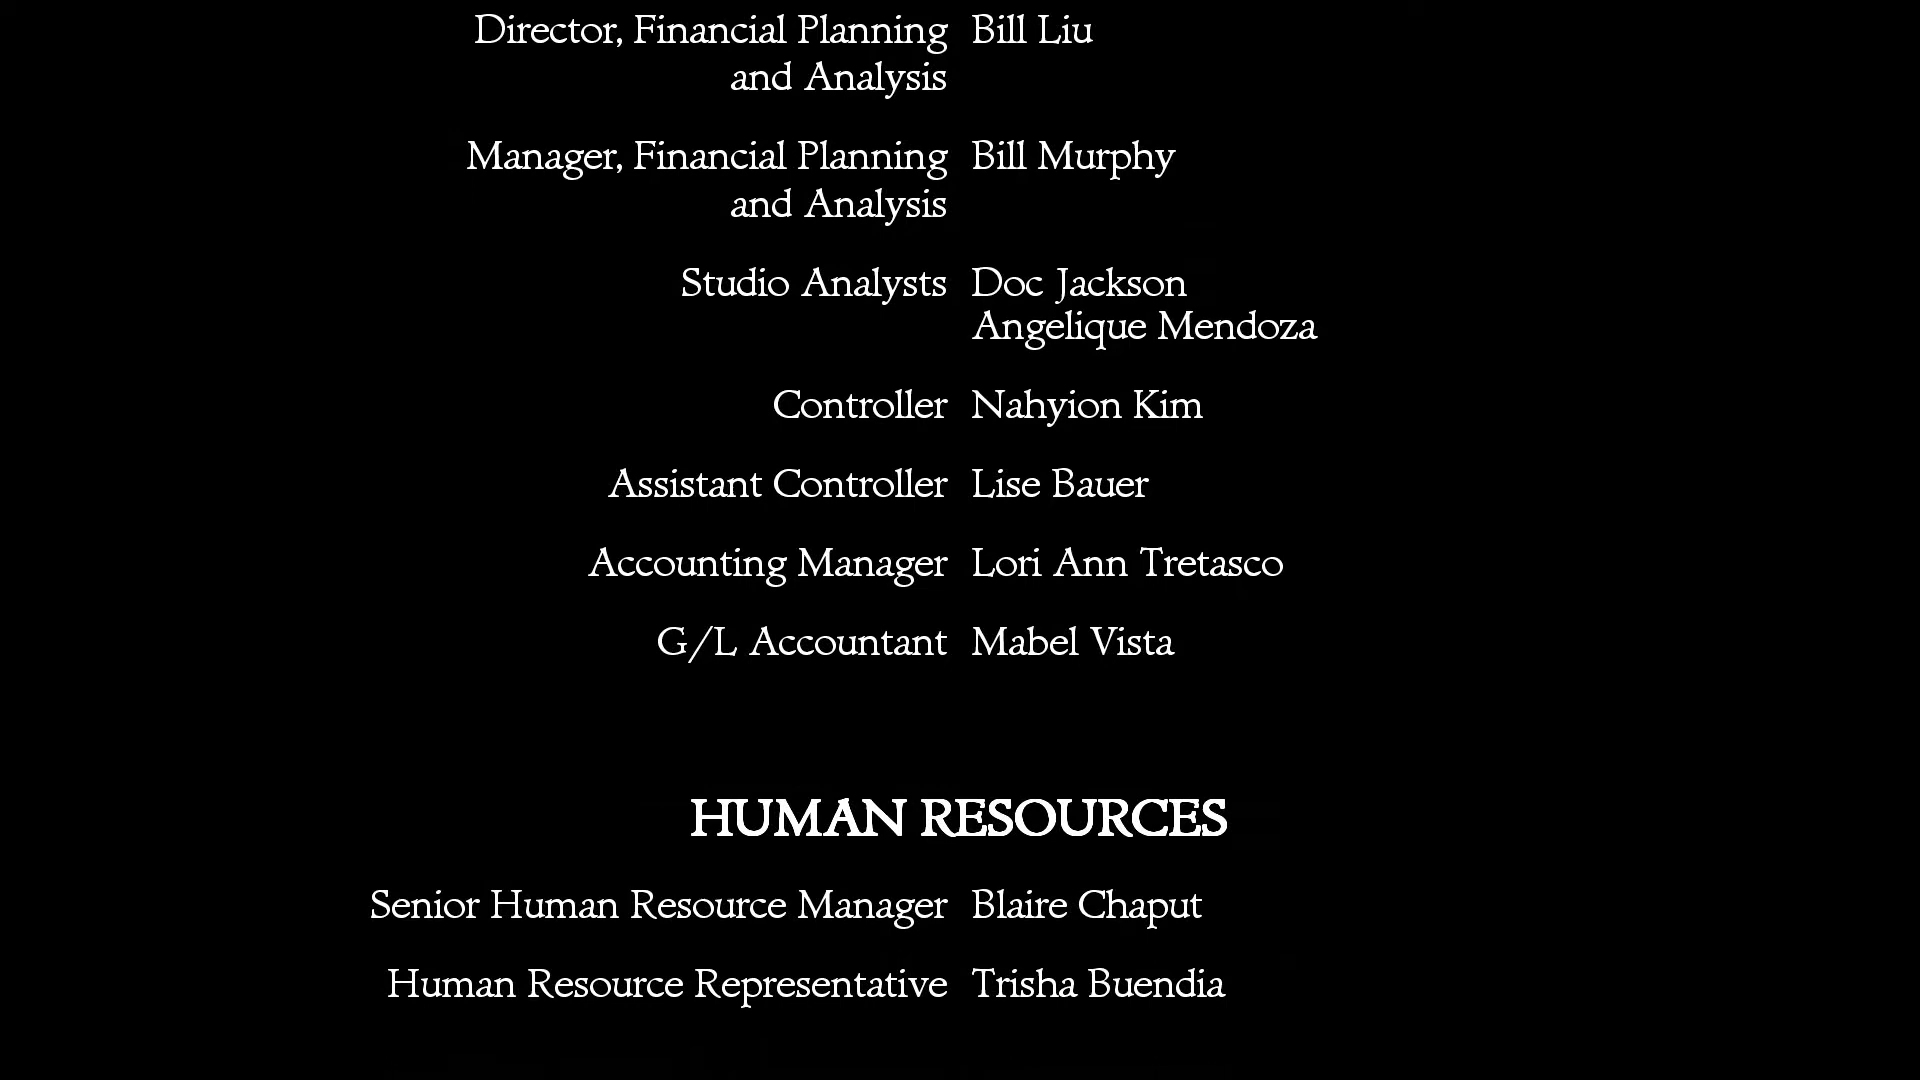 Director, Financial Planning Bill Liu
and Analysis
Manager, Financial Planning Bill Murphy
and Analysis
Studio Analysts Doc Jackson
Angelique Mendoza
Controller Nahyion Kim
Assistant Controller Lise Bauer
Accounting Manager Lori Ann Tretasco
G/L Accountant Mabel Vista
HUMAN RESOURCES
Senior Human Resource Manager Blaire Chaput
Human Resource Representative Trisha Buendia